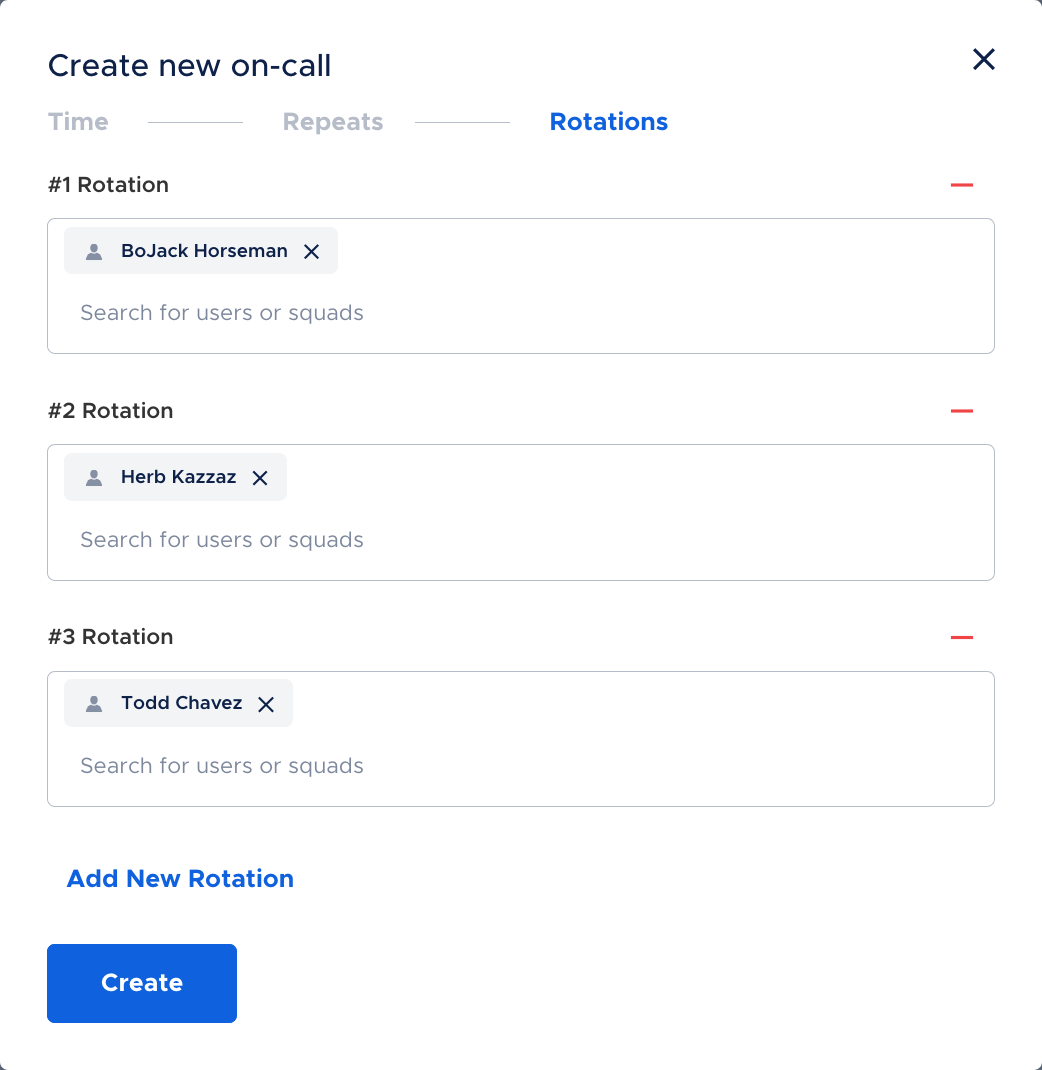 Create new on-call
Time Repeats Rotations
#1 Rotation
BoJack Horseman
Search for users or squads
#2 Rotation
Herb Kazzaz
Search for users or squads
#3 Rotation
Todd Chavez
Search for users or squads
Add New Rotation
Create